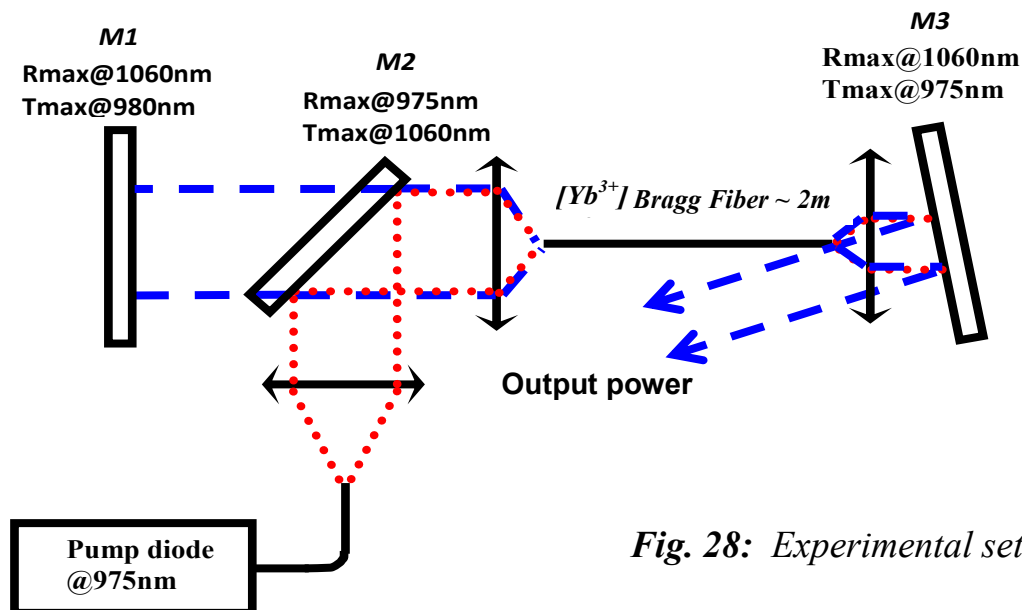 M1
Rmax@1060nm
Tmax@980nm
M2
Rmax@975nm
Tmax@1060nm
M3
Rmax@1060nm
Tmax@975nm
[Yb³⁺] Bragg Fiber ~ 2m
Output power
Pump diode
@975nm
Fig. 28: Experimental set